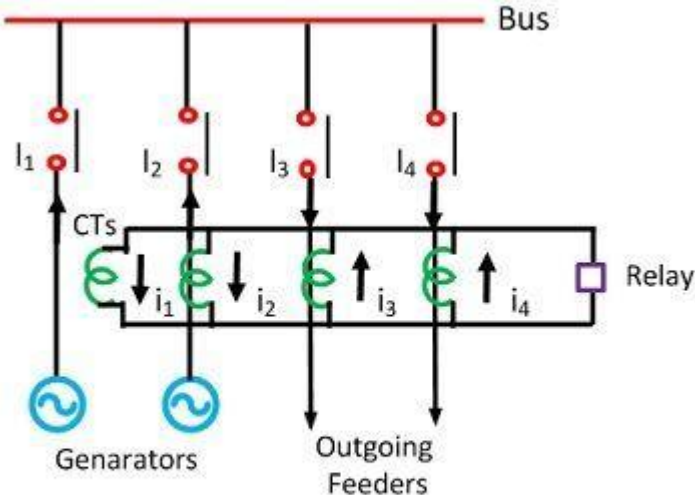 Bus
I₁
I₂
I₃
I₄
CTs
i₁
i₂
i₃
i₄
Relay
Genarators
Outgoing
Feeders